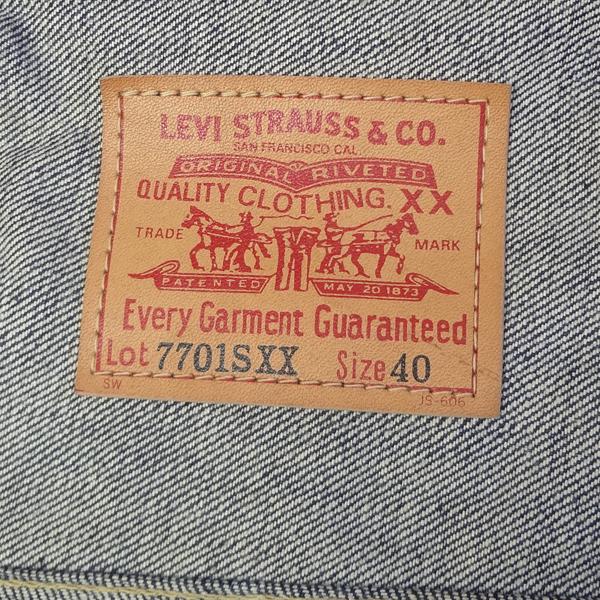 LEVI STRAUSS & CO.
SAN FRANCISCO CAL.
ORIGINAL RIVETED
QUALITY CLOTHING. XX
TRADE MARK
PATENTED MAY 20 1873
Every Garment Guaranteed
Lot 7701SXX Size 40
SW JS-606